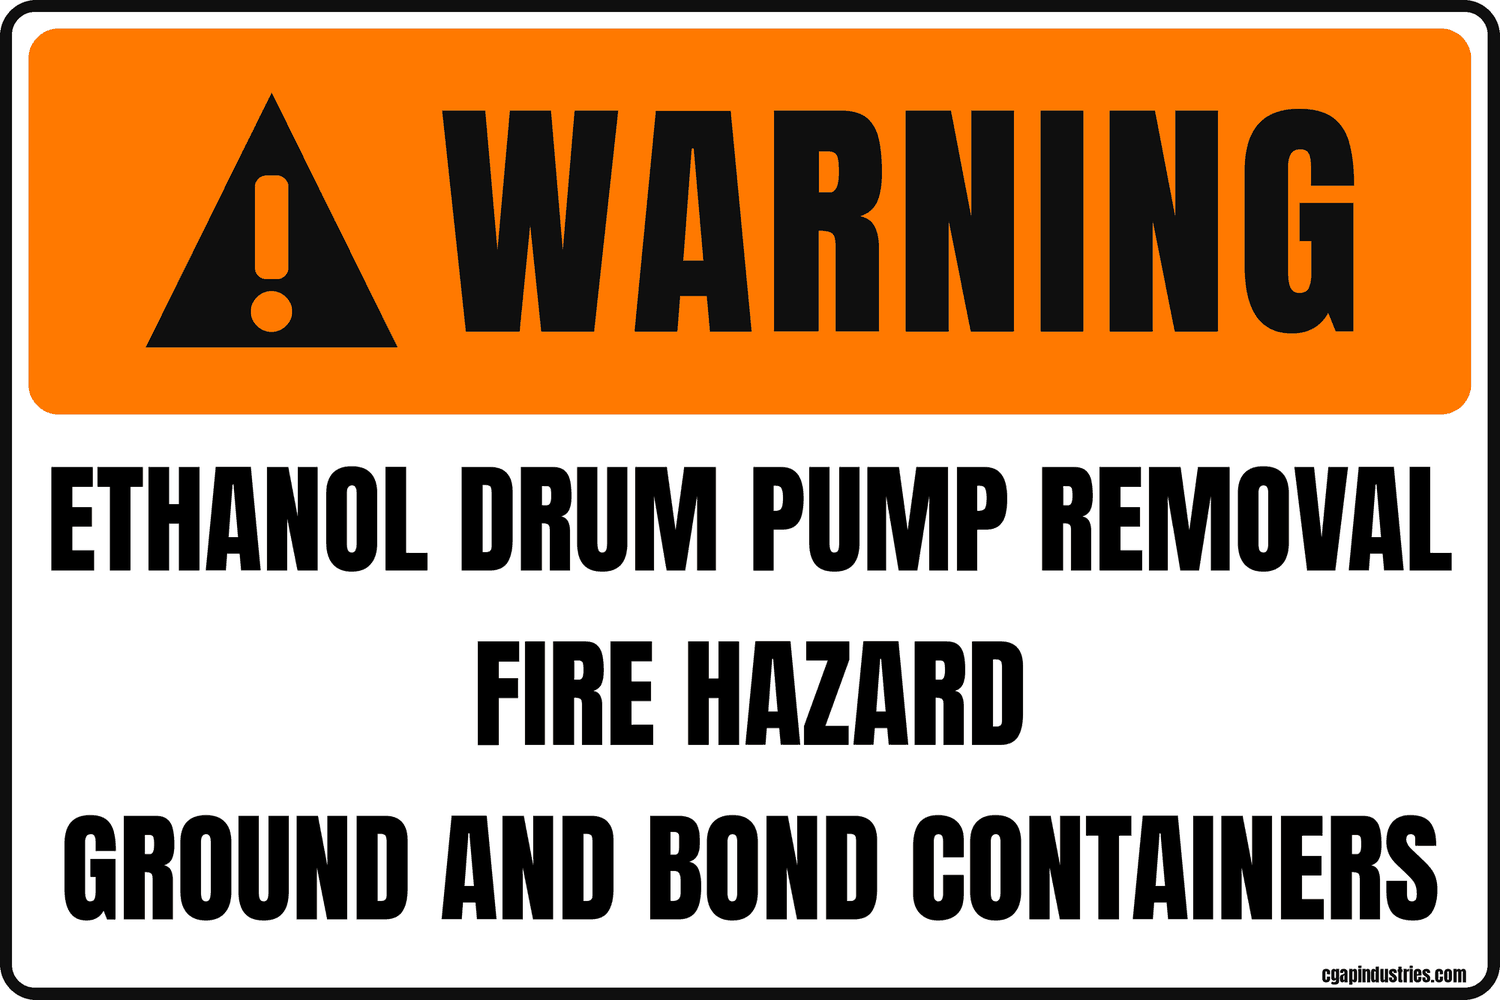 WARNING
ETHANOL DRUM PUMP REMOVAL
FIRE HAZARD
GROUND AND BOND CONTAINERS
cgapindustries.com